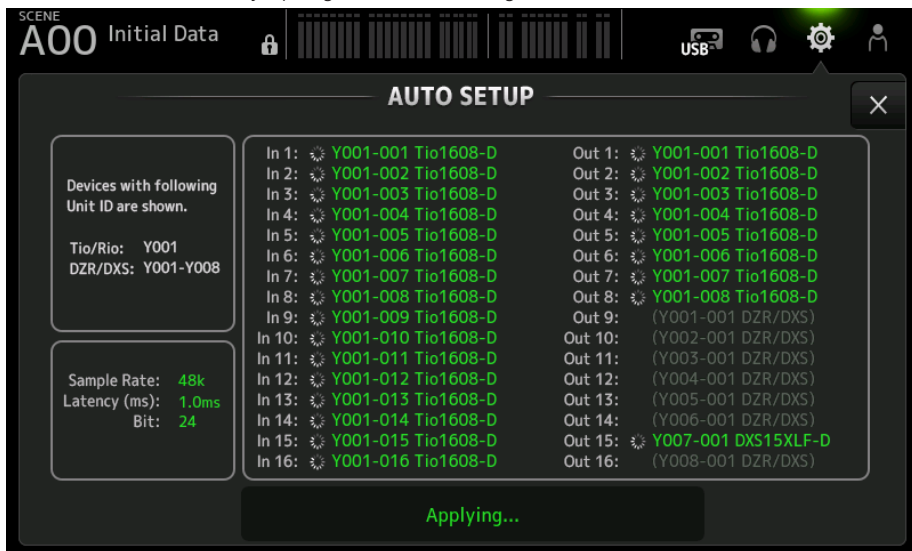 SCENE
A00 Initial Data
USB
AUTO SETUP
Devices with following
Unit ID are shown.
Tio/Rio: Y001
DZR/DXS: Y001-Y008
Sample Rate: 48k
Latency (ms): 1.0ms
Bit: 24
In 1: Y001-001 Tio1608-D
In 2: Y001-002 Tio1608-D
In 3: Y001-003 Tio1608-D
In 4: Y001-004 Tio1608-D
In 5: Y001-005 Tio1608-D
In 6: Y001-006 Tio1608-D
In 7: Y001-007 Tio1608-D
In 8: Y001-008 Tio1608-D
In 9: Y001-009 Tio1608-D
In 10: Y001-010 Tio1608-D
In 11: Y001-011 Tio1608-D
In 12: Y001-012 Tio1608-D
In 13: Y001-013 Tio1608-D
In 14: Y001-014 Tio1608-D
In 15: Y001-015 Tio1608-D
In 16: Y001-016 Tio1608-D
Out 1: Y001-001 Tio1608-D
Out 2: Y001-002 Tio1608-D
Out 3: Y001-003 Tio1608-D
Out 4: Y001-004 Tio1608-D
Out 5: Y001-005 Tio1608-D
Out 6: Y001-006 Tio1608-D
Out 7: Y001-007 Tio1608-D
Out 8: Y001-008 Tio1608-D
Out 9: (Y001-001 DZR/DXS)
Out 10: (Y002-001 DZR/DXS)
Out 11: (Y003-001 DZR/DXS)
Out 12: (Y004-001 DZR/DXS)
Out 13: (Y005-001 DZR/DXS)
Out 14: (Y006-001 DZR/DXS)
Out 15: Y007-001 DXS15XLF-D
Out 16: (Y008-001 DZR/DXS)
Applying...